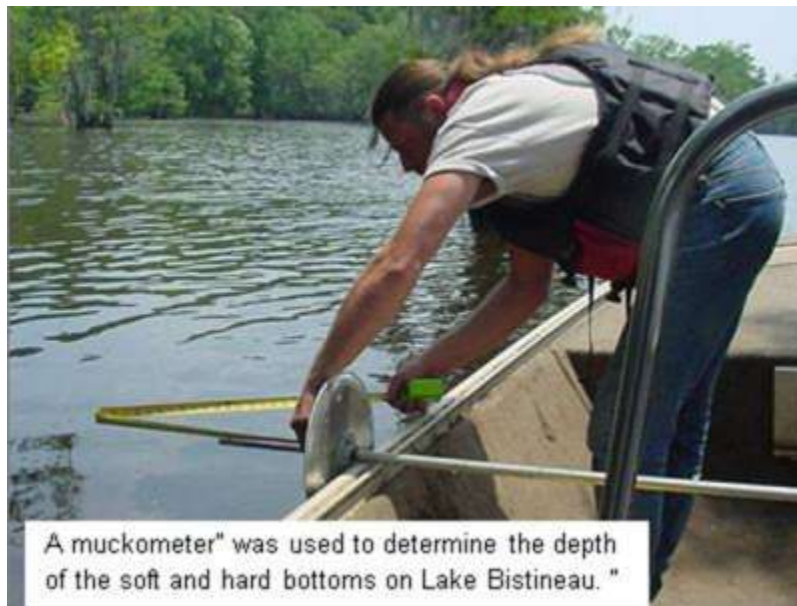 A muckometer" was used to determine the depth
of the soft and hard bottoms on Lake Bistineau. "